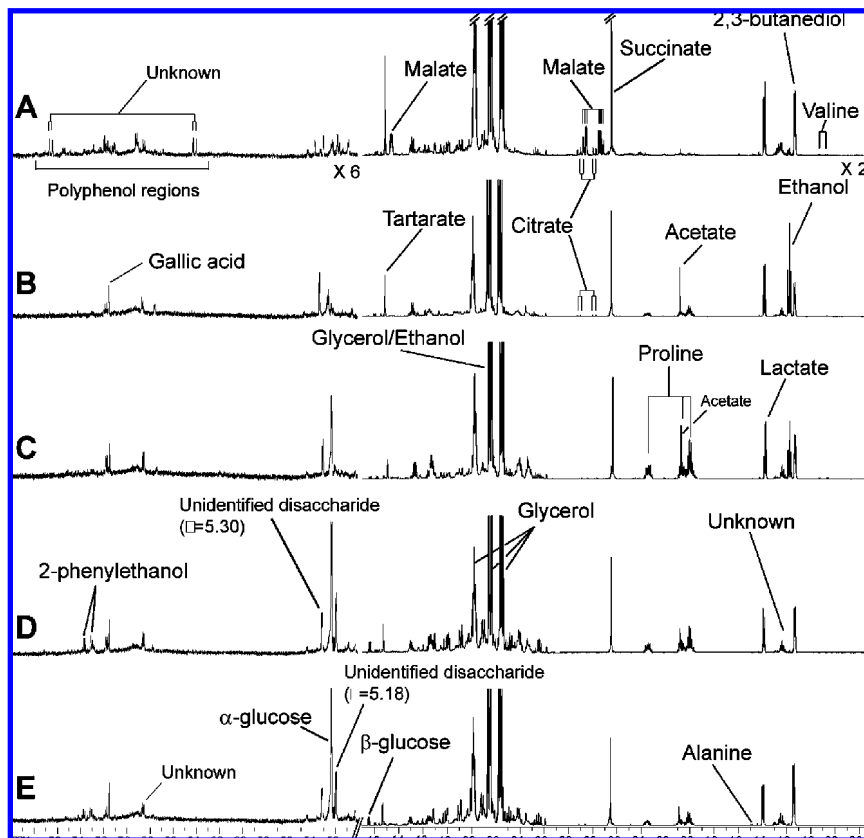 2,3-butanediol
Succinate
Unknown
Malate
Malate
A
Valine
Polyphenol regions
X 6
X 2
Ethanol
Tartarate
Citrate
Acetate
Gallic acid
B
Glycerol/Ethanol
Proline
Lactate
Acetate
C
Unidentified disaccharide
(□=5.30)
Glycerol
Unknown
2-phenylethanol
D
Unidentified disaccharide
(□=5.18)
α-glucose
β-glucose
Alanine
Unknown
E